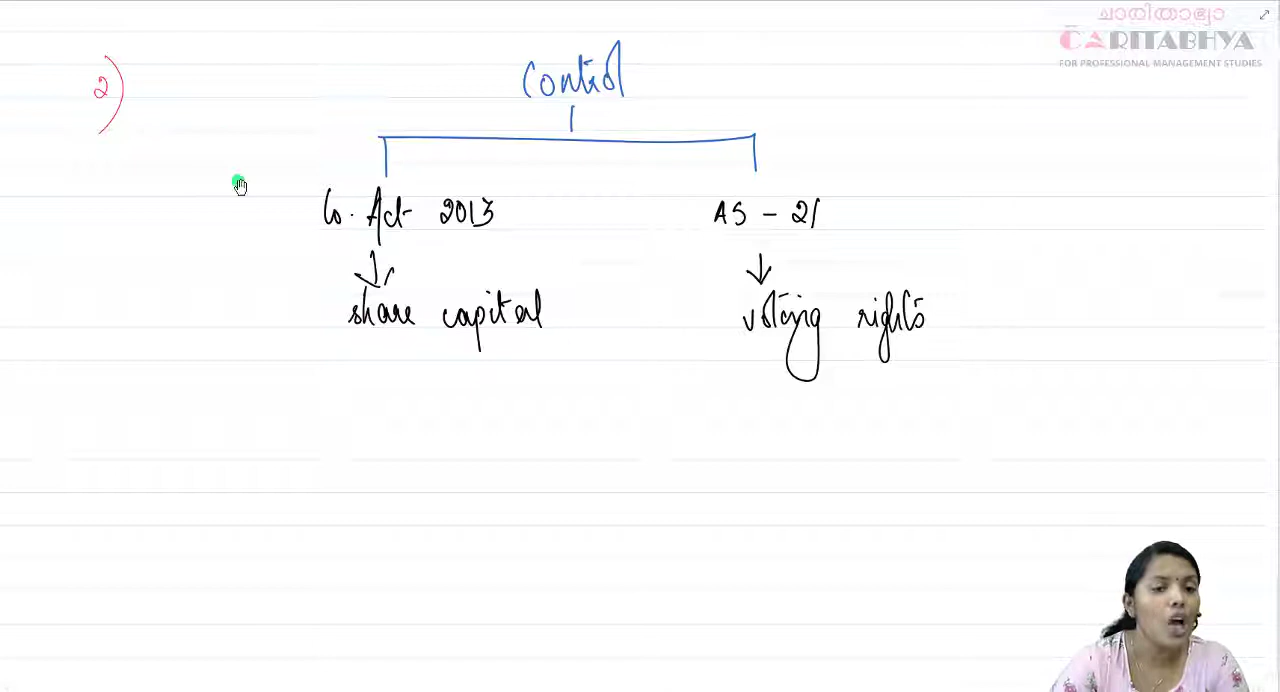 ചാരിതാഭ്യാ
CARITABHYA
FOR PROFESSIONAL MANAGEMENT STUDIES
2)
Control
Co. Act 2013
AS - 21
share capital
voting rights